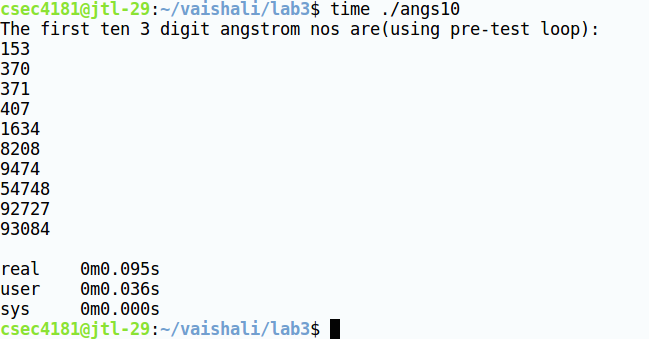 csec4181@jtl-29:~/vaishali/lab3$ time ./angs10
The first ten 3 digit angstrom nos are(using pre-test loop):
153
370
371
407
1634
8208
9474
54748
92727
93084
real    0m0.095s
user    0m0.036s
sys     0m0.000s
csec4181@jtl-29:~/vaishali/lab3$